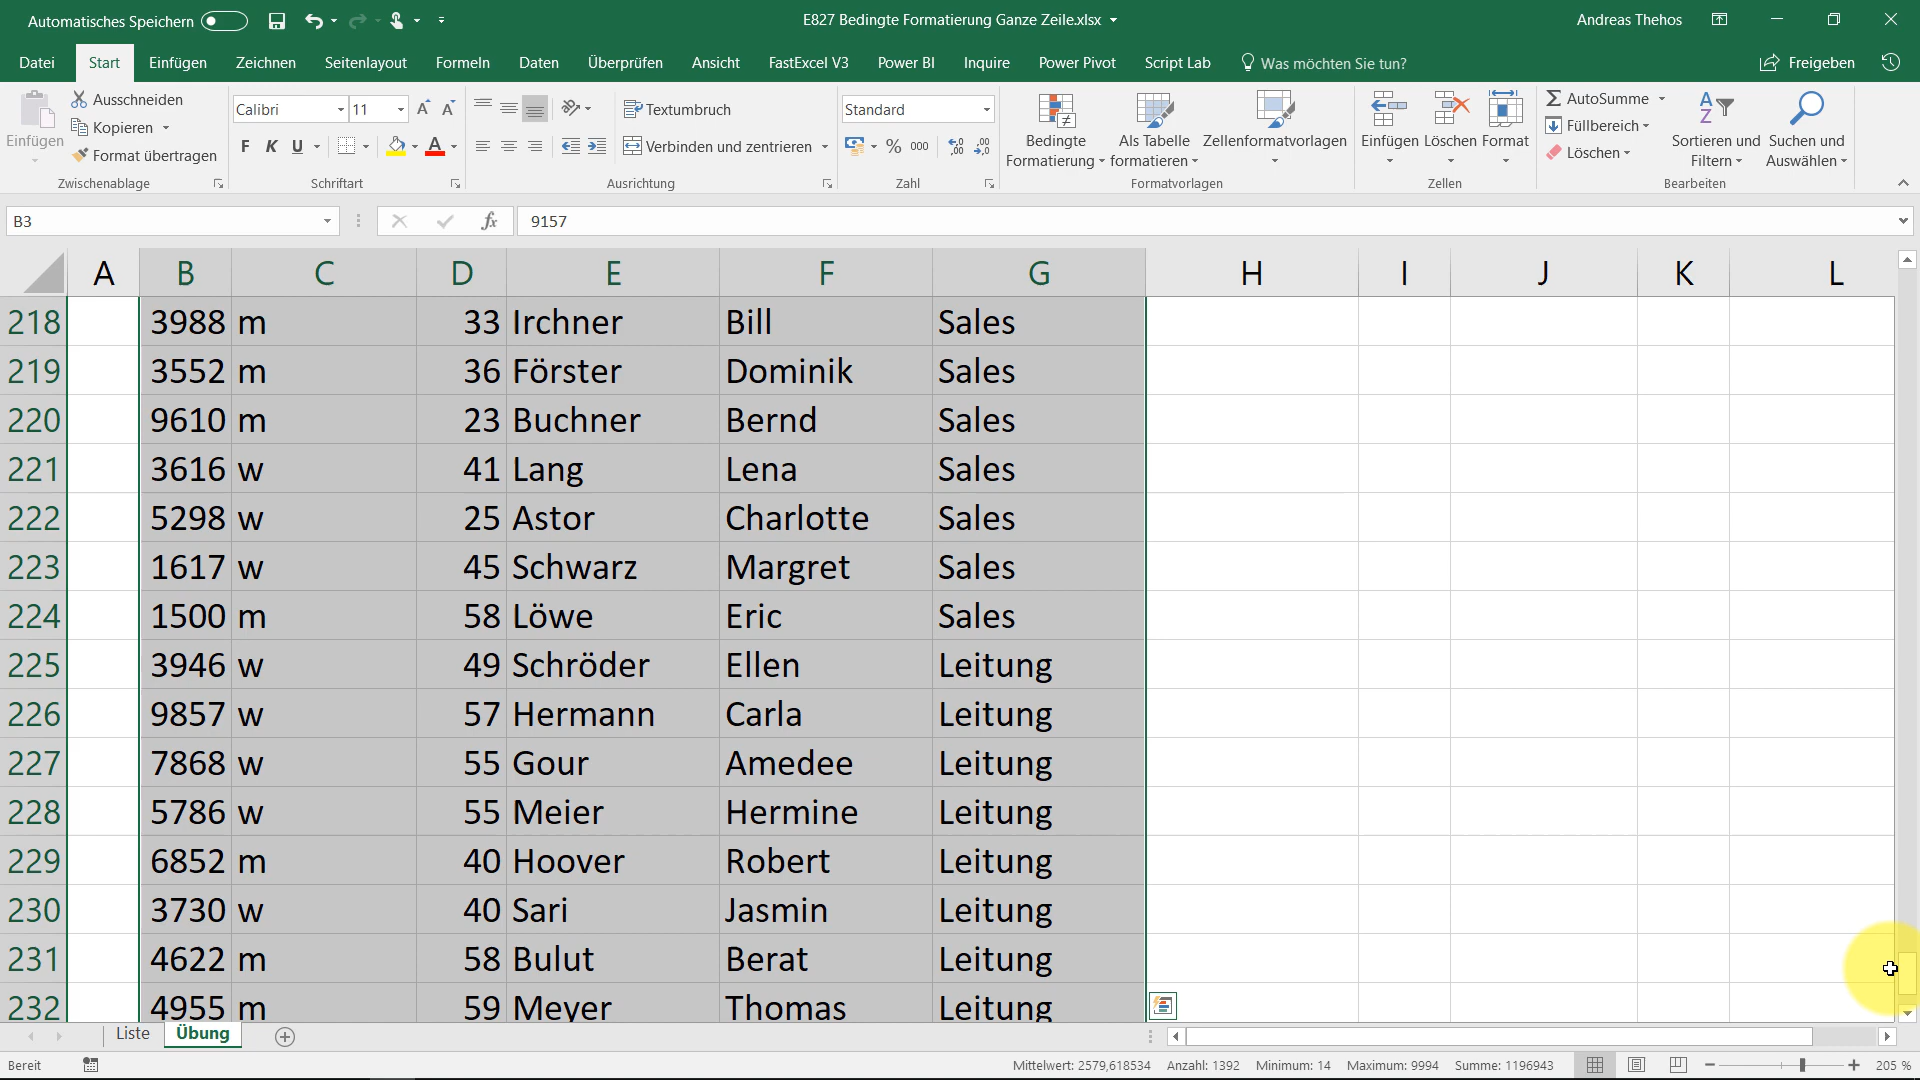 Automatisches Speichern
E827 Bedingte Formatierung Ganze Zeile.xlsx
Andreas Thehos
Datei Start Einfügen Zeichnen Seitenlayout Formeln Daten Überprüfen Ansicht FastExcel V3 Power BI Inquire Power Pivot Script Lab Was möchten Sie tun? Freigeben
Einfügen
Ausschneiden
Kopieren
Format übertragen
Zwischenablage
Calibri 11
F K U
Schriftart
Textumbruch
Verbinden und zentrieren
Ausrichtung
Standard
% 000
Zahl
Bedingte Formatierung
Als Tabelle formatieren
Zellenformatvorlagen
Formatvorlagen
Einfügen Löschen Format
Zellen
AutoSumme
Füllbereich
Löschen
Sortieren und Filtern
Suchen und Auswählen
Bearbeiten
B3 fx 9157
A B C D E F G H I J K L
218 3988 m 33 Irchner Bill Sales
219 3552 m 36 Förster Dominik Sales
220 9610 m 23 Buchner Bernd Sales
221 3616 w 41 Lang Lena Sales
222 5298 w 25 Astor Charlotte Sales
223 1617 w 45 Schwarz Margret Sales
224 1500 m 58 Löwe Eric Sales
225 3946 w 49 Schröder Ellen Leitung
226 9857 w 57 Hermann Carla Leitung
227 7868 w 55 Gour Amedee Leitung
228 5786 w 55 Meier Hermine Leitung
229 6852 m 40 Hoover Robert Leitung
230 3730 w 40 Sari Jasmin Leitung
231 4622 m 58 Bulut Berat Leitung
232 4955 m 59 Meyer Thomas Leitung
Liste Übung
Bereit
Mittelwert: 2579,618534 Anzahl: 1392 Minimum: 14 Maximum: 9994 Summe: 1196943
205 %